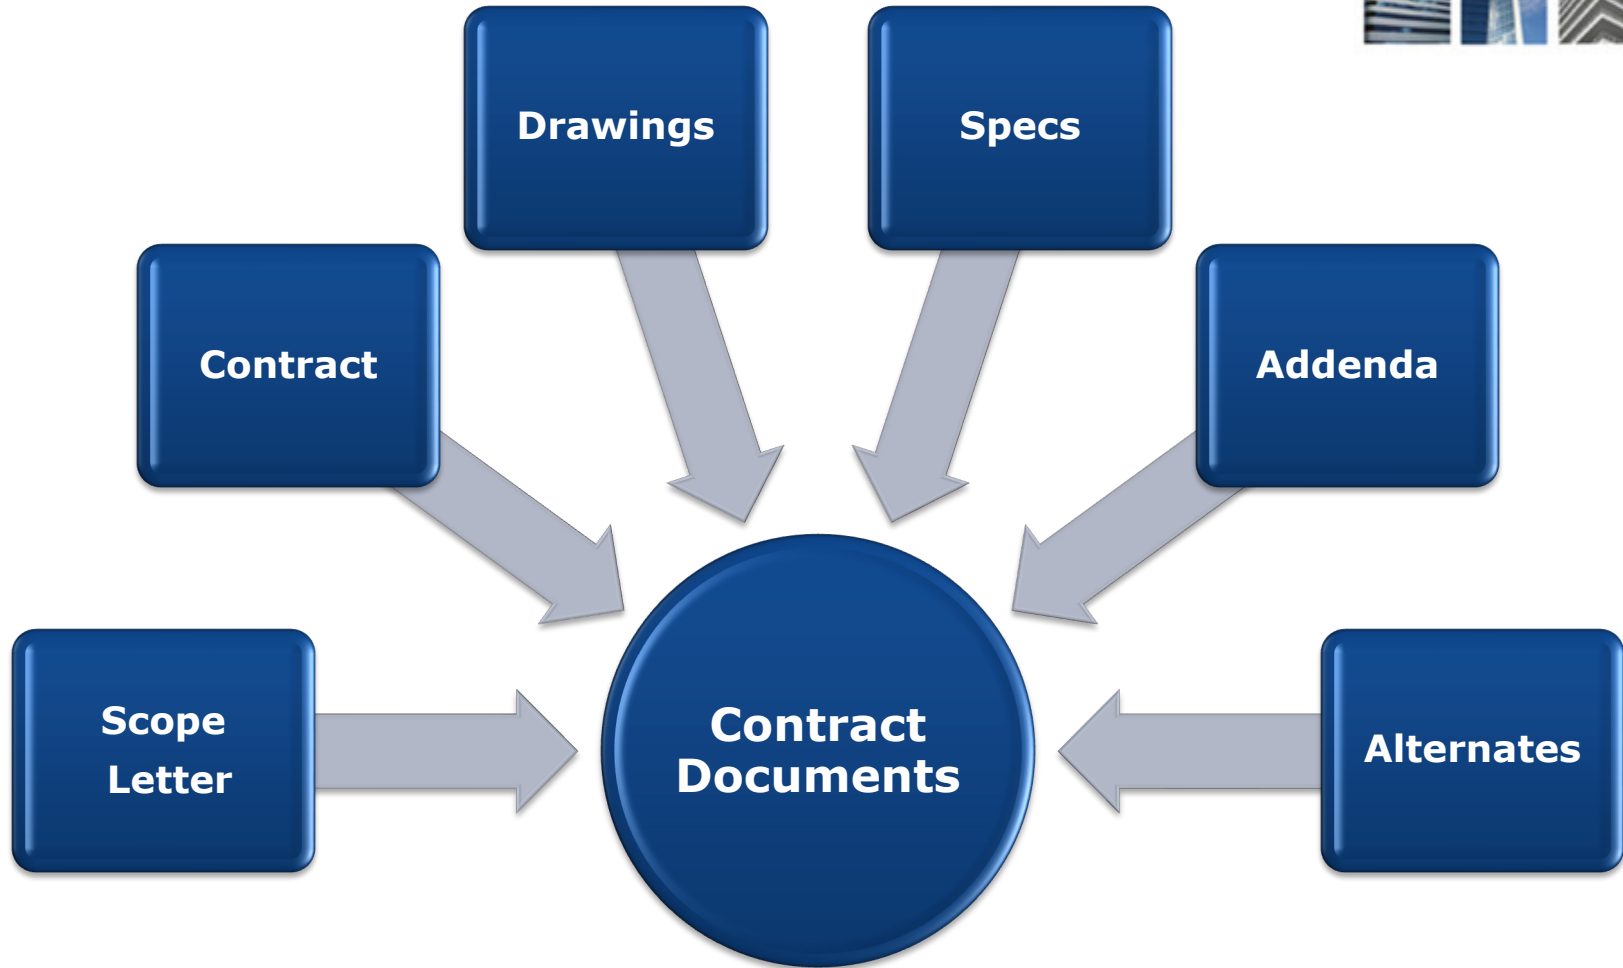 Drawings
Specs
Contract
Addenda
Scope
Letter
Contract
Documents
Alternates